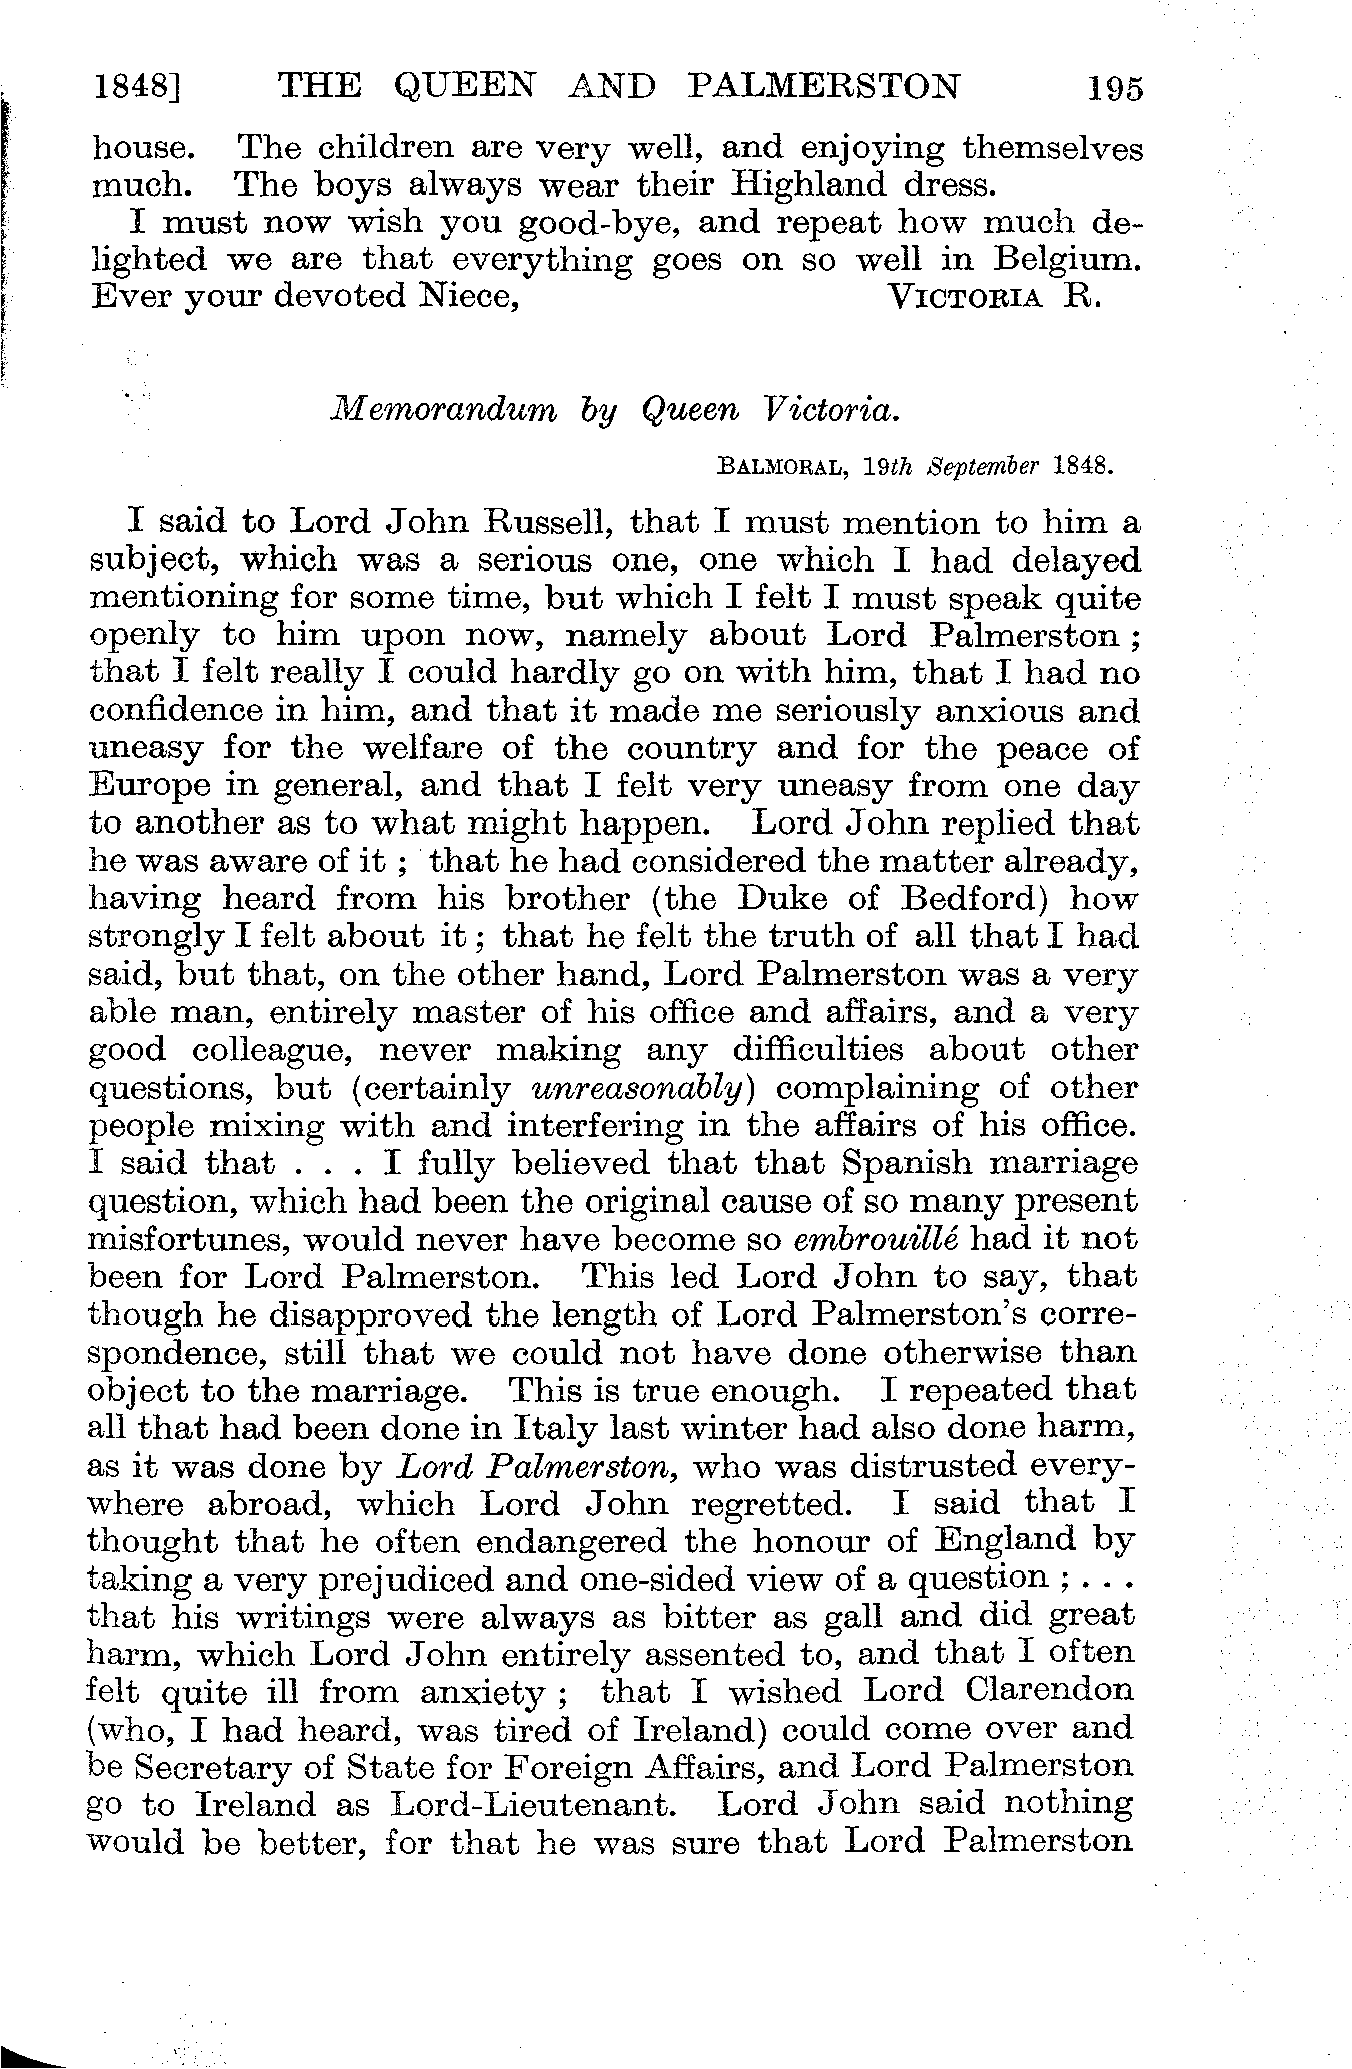 1848] THE QUEEN AND PALMERSTON 195
house. The children are very well, and enjoying themselves
much. The boys always wear their Highland dress.
I must now wish you good-bye, and repeat how much de-
lighted we are that everything goes on so well in Belgium.
Ever your devoted Niece, VICTORIA R.
Memorandum by Queen Victoria.
BALMORAL, 19th September 1848.
I said to Lord John Russell, that I must mention to him a
subject, which was a serious one, one which I had delayed
mentioning for some time, but which I felt I must speak quite
openly to him upon now, namely about Lord Palmerston ;
that I felt really I could hardly go on with him, that I had no
confidence in him, and that it made me seriously anxious and
uneasy for the welfare of the country and for the peace of
Europe in general, and that I felt very uneasy from one day
to another as to what might happen. Lord John replied that
he was aware of it ; that he had considered the matter already,
having heard from his brother (the Duke of Bedford) how
strongly I felt about it ; that he felt the truth of all that I had
said, but that, on the other hand, Lord Palmerston was a very
able man, entirely master of his office and affairs, and a very
good colleague, never making any difficulties about other
questions, but (certainly unreasonably) complaining of other
people mixing with and interfering in the affairs of his office.
I said that . . . I fully believed that that Spanish marriage
question, which had been the original cause of so many present
misfortunes, would never have become so embrouillé had it not
been for Lord Palmerston. This led Lord John to say, that
though he disapproved the length of Lord Palmerston's corre-
spondence, still that we could not have done otherwise than
object to the marriage. This is true enough. I repeated that
all that had been done in Italy last winter had also done harm,
as it was done by Lord Palmerston, who was distrusted every-
where abroad, which Lord John regretted. I said that I
thought that he often endangered the honour of England by
taking a very prejudiced and one-sided view of a question ; . . .
that his writings were always as bitter as gall and did great
harm, which Lord John entirely assented to, and that I often
felt quite ill from anxiety ; that I wished Lord Clarendon
(who, I had heard, was tired of Ireland) could come over and
be Secretary of State for Foreign Affairs, and Lord Palmerston
go to Ireland as Lord-Lieutenant. Lord John said nothing
would be better, for that he was sure that Lord Palmerston